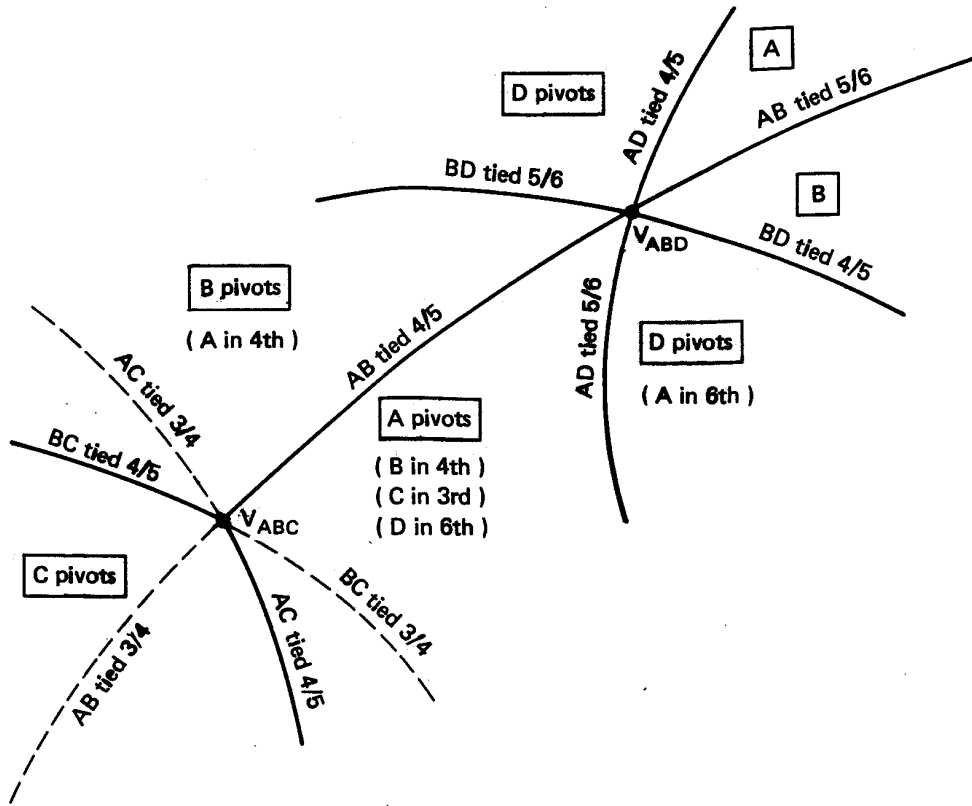 A
D pivots
AD tied 4/5
AB tied 5/6
BD tied 5/6
B
V ABD
BD tied 4/5
B pivots
( A in 4th )
AB tied 4/5
AD tied 5/6
D pivots
( A in 6th )
AC tied 3/4
A pivots
( B in 4th )
( C in 3rd )
( D in 6th )
BC tied 4/5
V ABC
C pivots
BC tied 3/4
AC tied 4/5
AB tied 3/4